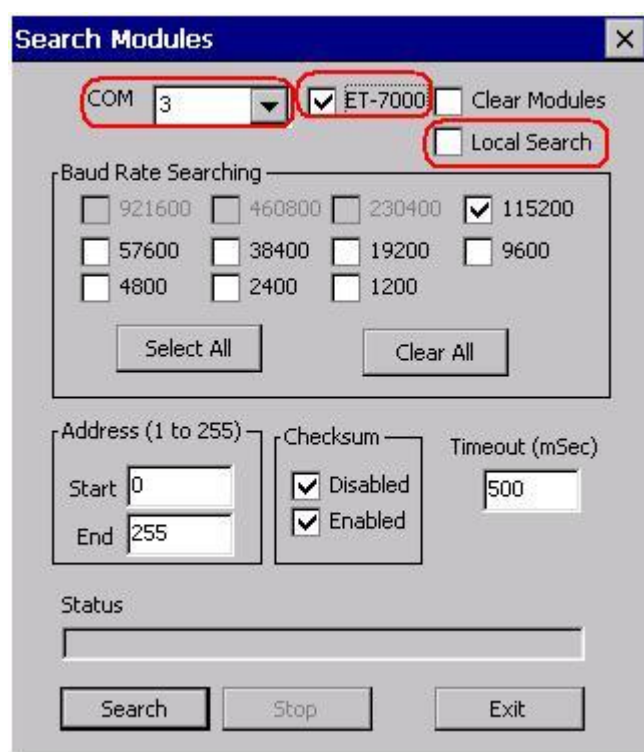 Search Modules
COM 3 ET-7000 Clear Modules
Local Search
Baud Rate Searching
921600 460800 230400 115200
57600 38400 19200 9600
4800 2400 1200
Select All Clear All
Address (1 to 255) Checksum Timeout (mSec)
Start 0 Disabled 500
End 255 Enabled
Status
Search Stop Exit